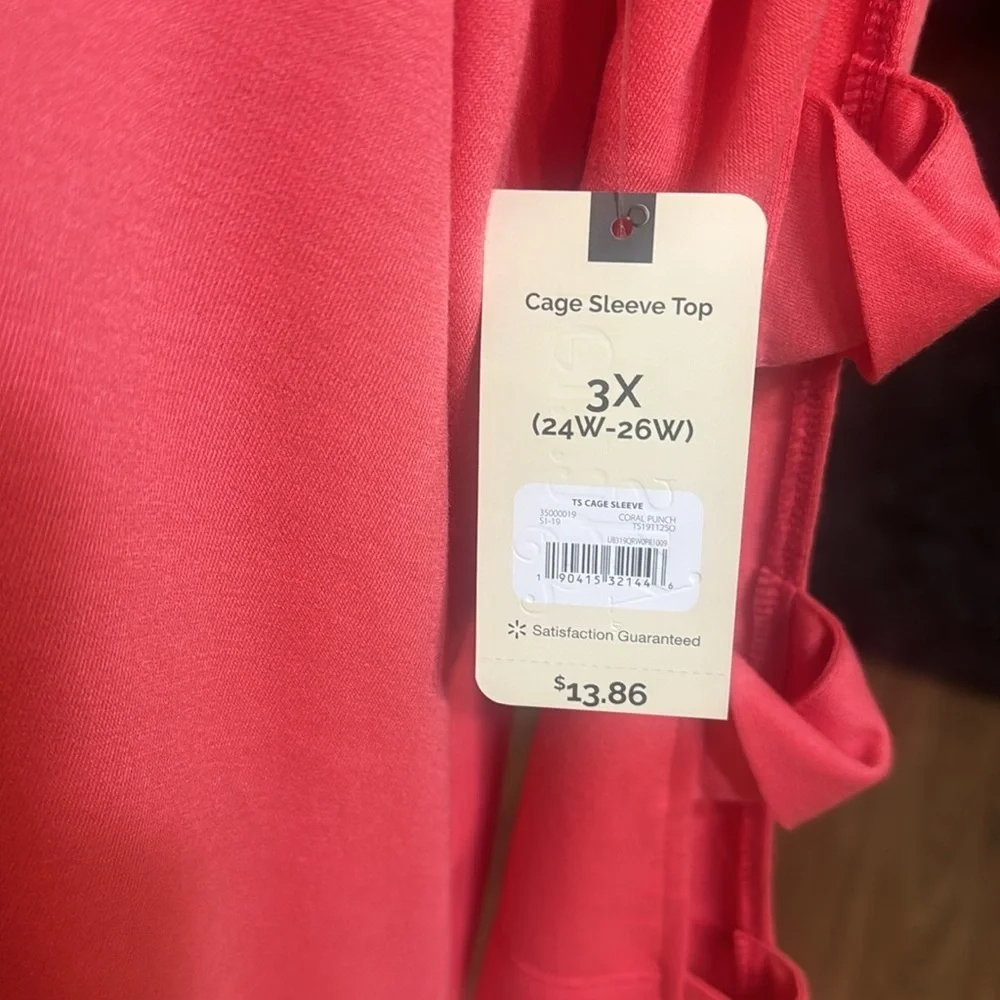 Cage Sleeve Top
3X
(24W-26W)
TS CAGE SLEEVE
35000019 CORAL PUNCH
S1-19 TS191125O
1 90415 32144 6
Satisfaction Guaranteed
$13.86